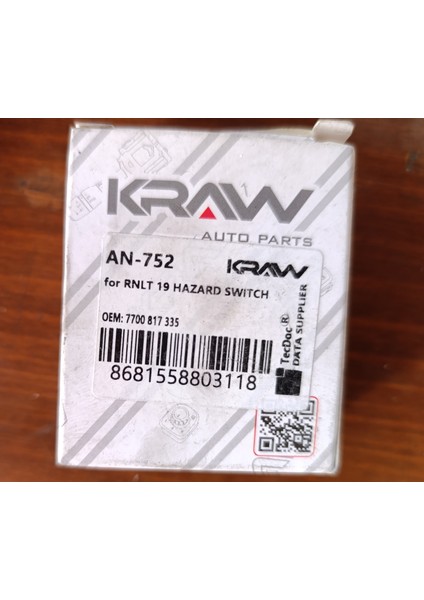 KRAW
AUTO PARTS
AN-752
KRAW
for RNLT 19 HAZARD SWITCH
OEM: 7700 817 335
8681558803118
TecDoc®
DATA SUPPLIER